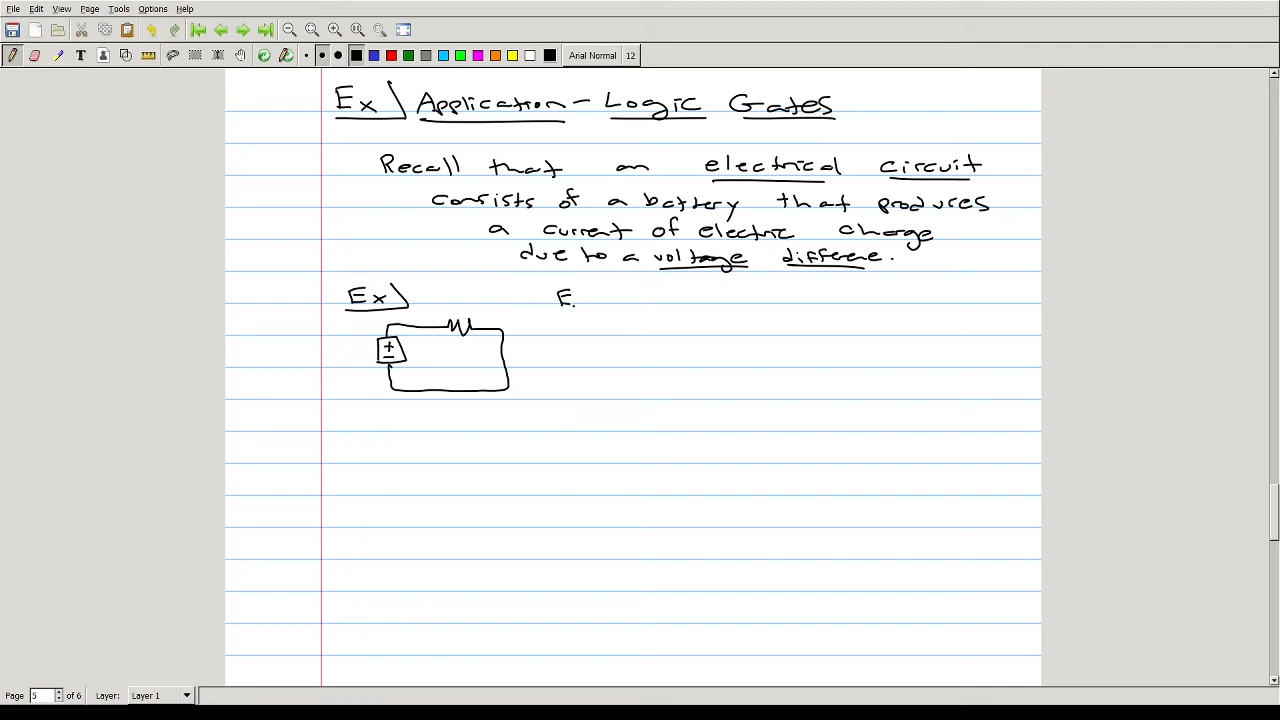 File Edit View Page Tools Options Help
T
Arial Normal 12
Ex) Application - Logic Gates
Recall that an electrical circuit
consists of a battery that produces
a current of electric charge
due to a voltage differene.
Ex) E.
+
-
Page 5 of 6 Layer: Layer 1